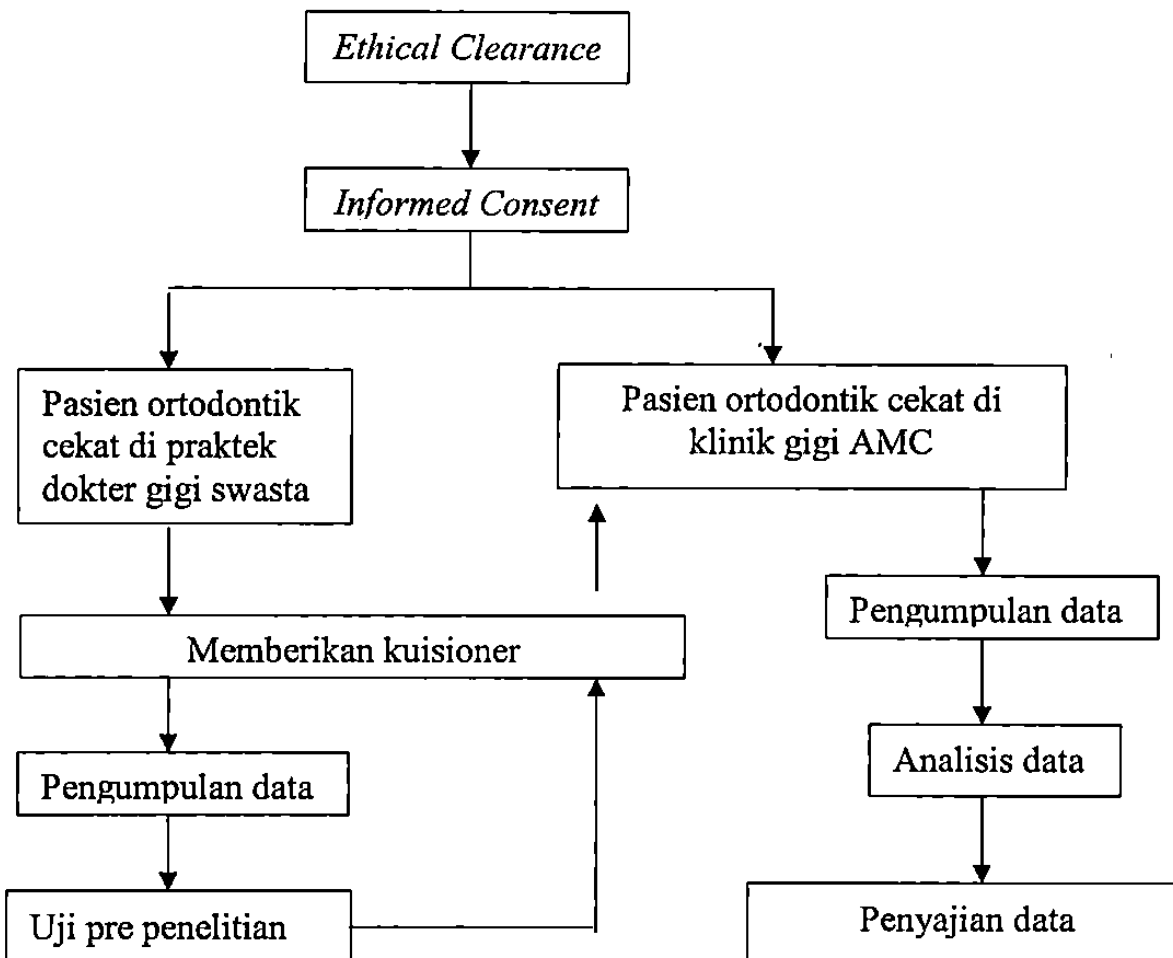 Ethical Clearance
Informed Consent
Pasien ortodontik
cekat di praktek
dokter gigi swasta
Pasien ortodontik cekat di
klinik gigi AMC
Memberikan kuisioner
Pengumpulan data
Pengumpulan data
Analisis data
Uji pre penelitian
Penyajian data